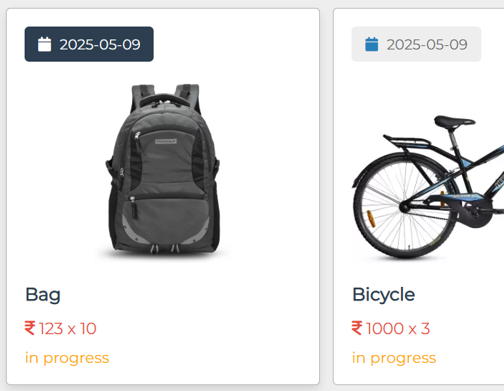 2025-05-09
Bag
₹ 123 x 10
in progress
2025-05-09
Bicycle
₹ 1000 x 3
in progress